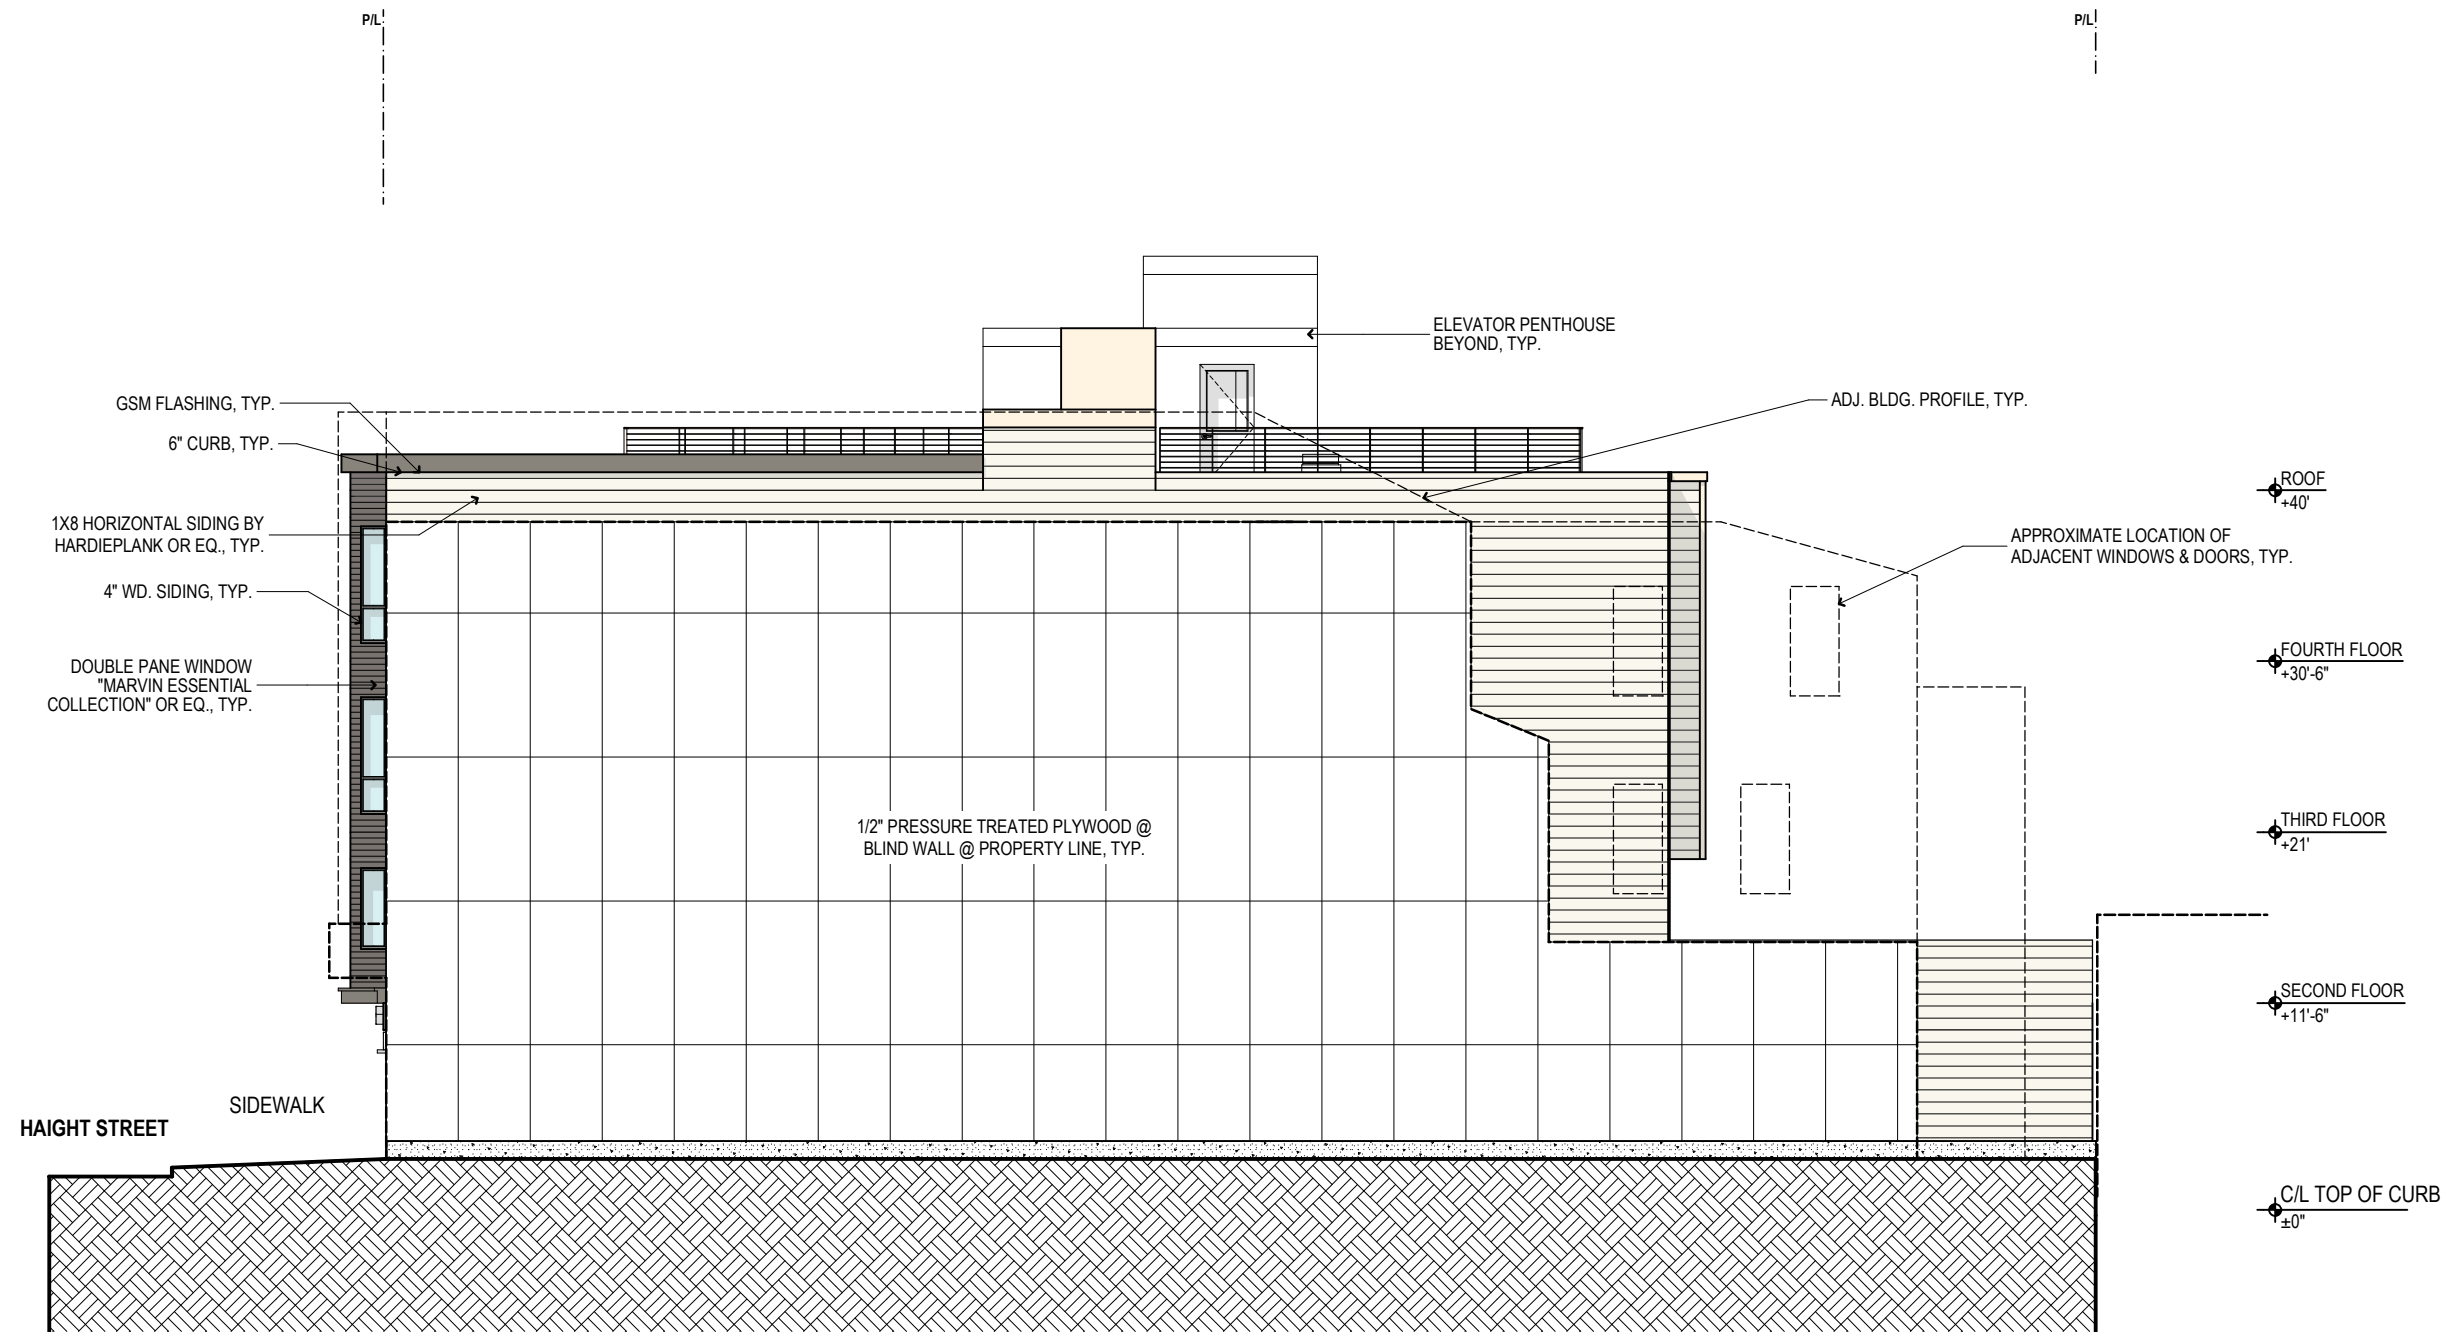 P/L
P/L
ELEVATOR PENTHOUSE
BEYOND, TYP.
GSM FLASHING, TYP.
ADJ. BLDG. PROFILE, TYP.
6" CURB, TYP.
ROOF
+40'
1X8 HORIZONTAL SIDING BY
HARDIEPLANK OR EQ., TYP.
APPROXIMATE LOCATION OF
ADJACENT WINDOWS & DOORS, TYP.
4" WD. SIDING, TYP.
FOURTH FLOOR
+30'-6"
DOUBLE PANE WINDOW
"MARVIN ESSENTIAL
COLLECTION" OR EQ., TYP.
THIRD FLOOR
+21'
1/2" PRESSURE TREATED PLYWOOD @
BLIND WALL @ PROPERTY LINE, TYP.
SECOND FLOOR
+11'-6"
SIDEWALK
HAIGHT STREET
C/L TOP OF CURB
±0"